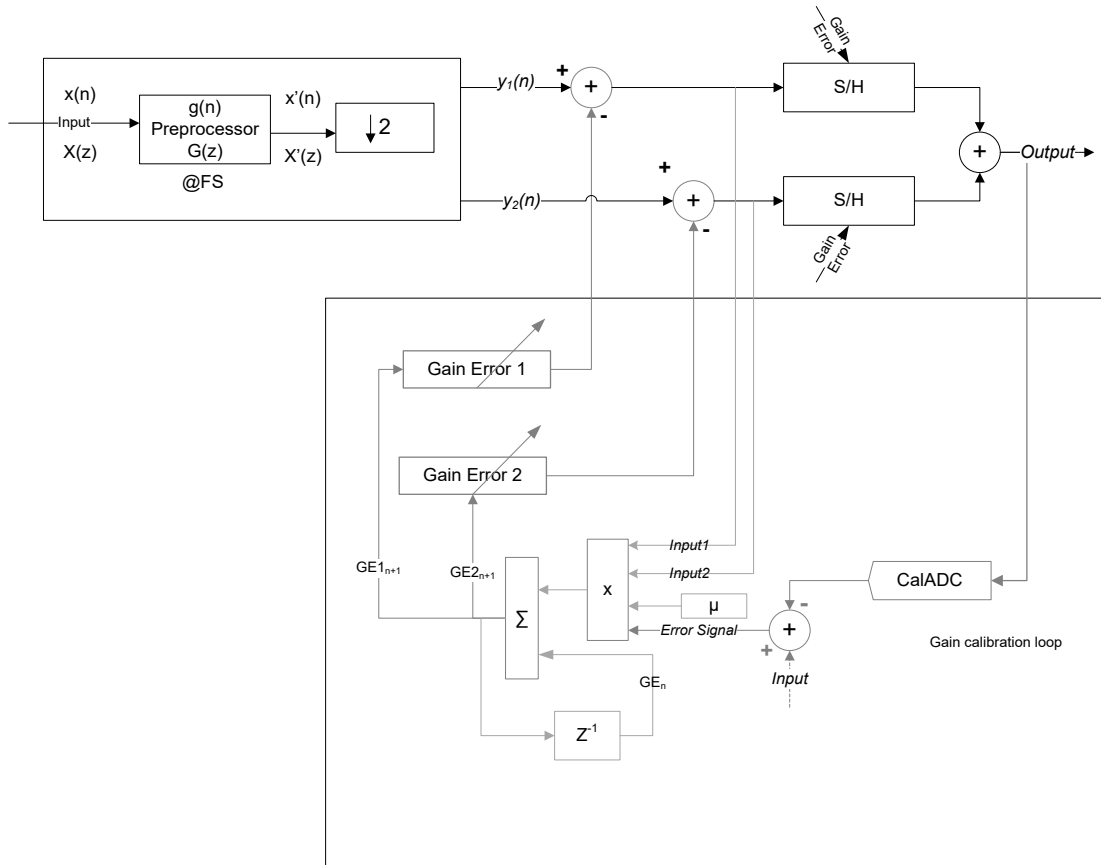 Gain
Error
x(n)
Input
X(z)
g(n)
Preprocessor
G(z)
@FS
x'(n)
X'(z)
2
y₁(n)
+
+
-
S/H
+
Output
y₂(n)
+
+
-
S/H
Gain
Error
Gain Error 1
Gain Error 2
GE1ₙ₊₁
GE2ₙ₊₁
Σ
x
Input1
Input2
μ
Error Signal
CalADC
-
+
+
Input
Gain calibration loop
GEₙ
Z⁻¹